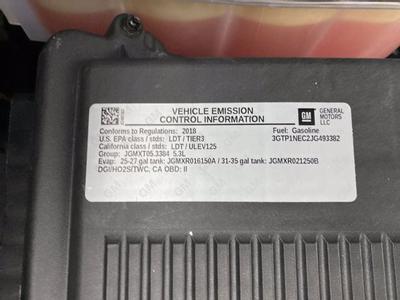 VEHICLE EMISSION
CONTROL INFORMATION
GM
GENERAL
MOTORS
LLC
Conforms to Regulations: 2018
Fuel: Gasoline
U.S. EPA class / stds: LDT / TIER3
3GTP1NEC2JG493382
California class / stds: LDT / ULEV125
Group: JGMXT05.3384 5.3L
Evap: 25-27 gal tank: JGMXR016150A / 31-35 gal tank: JGMXR021250B
DGI/HO2S/TWC, CA OBD: II